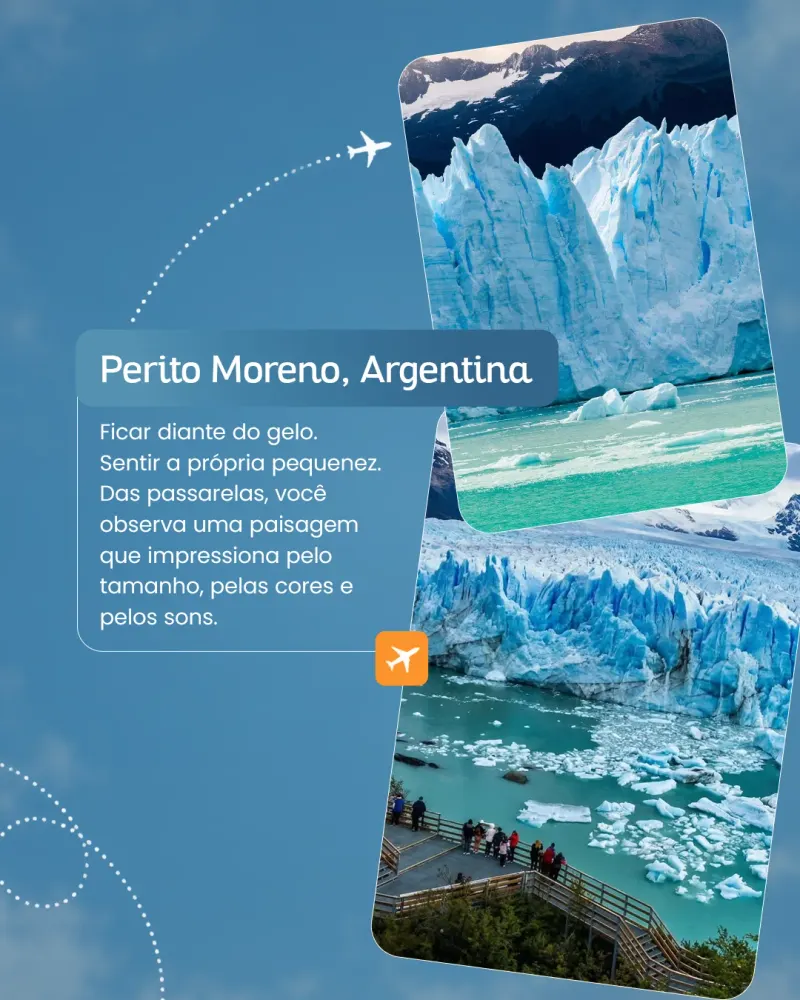 Perito Moreno, Argentina
Ficar diante do gelo.
Sentir a própria pequenez.
Das passarelas, você
observa uma paisagem
que impressiona pelo
tamanho, pelas cores e
pelos sons.